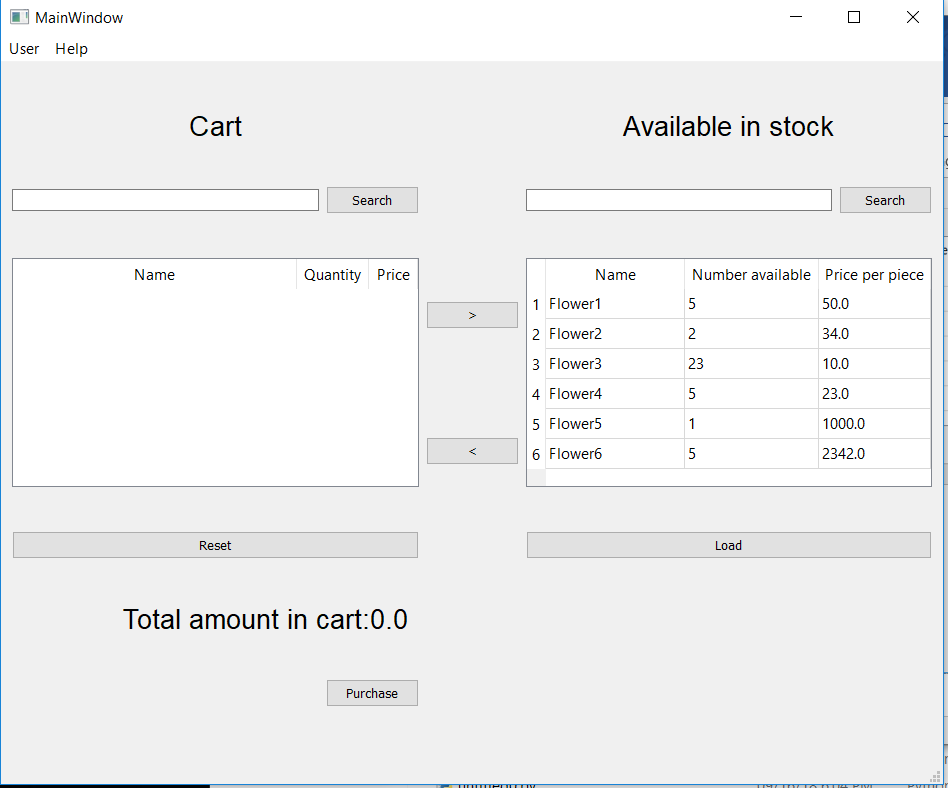 MainWindow
User Help
Cart
Available in stock
Search
Search
Name Quantity Price
Name Number available Price per piece
1 Flower1 5 50.0
2 Flower2 2 34.0
3 Flower3 23 10.0
4 Flower4 5 23.0
5 Flower5 1 1000.0
6 Flower6 5 2342.0
>
<
Reset
Load
Total amount in cart:0.0
Purchase